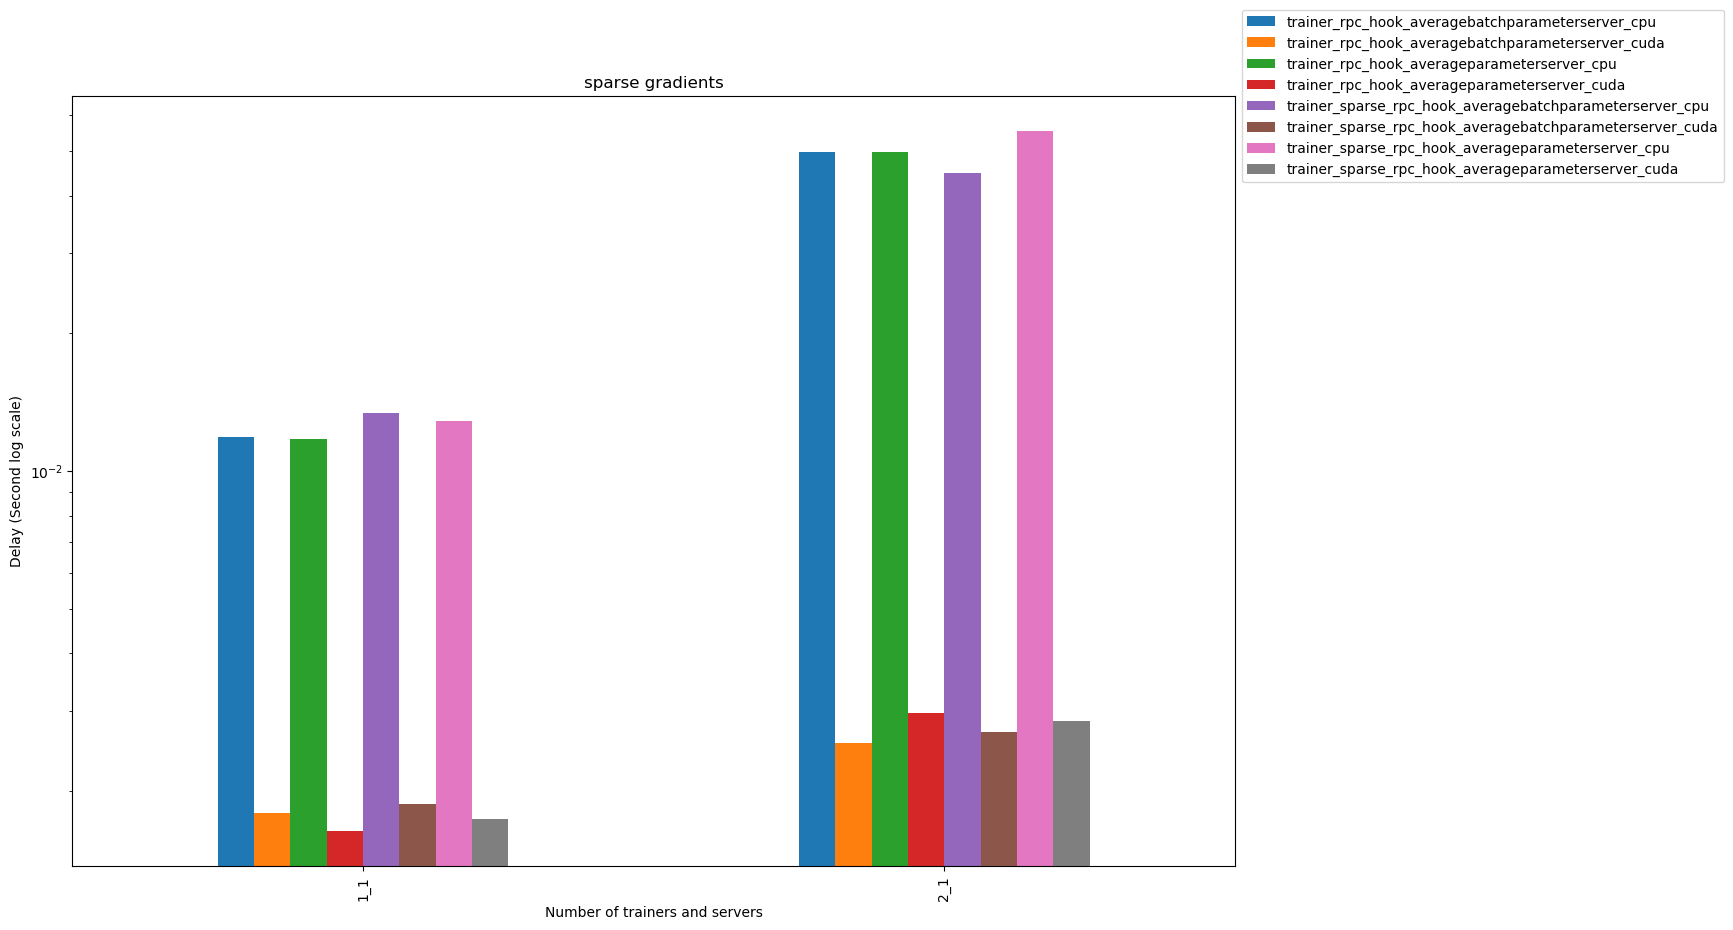 trainer_rpc_hook_averagebatchparameterserver_cpu
trainer_rpc_hook_averagebatchparameterserver_cuda
trainer_rpc_hook_averageparameterserver_cpu
trainer_rpc_hook_averageparameterserver_cuda
trainer_sparse_rpc_hook_averagebatchparameterserver_cpu
trainer_sparse_rpc_hook_averagebatchparameterserver_cuda
trainer_sparse_rpc_hook_averageparameterserver_cpu
trainer_sparse_rpc_hook_averageparameterserver_cuda
sparse gradients
Delay (Second log scale)
10⁻²
1_1
2_1
Number of trainers and servers